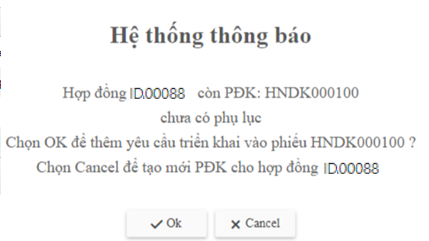 Hệ thống thông báo
Hợp đồng ID.00088 còn PĐK: HNDK000100
chưa có phụ lục
Chọn OK để thêm yêu cầu triển khai vào phiếu HNDK000100 ?
Chọn Cancel để tạo mới PĐK cho hợp đồng ID.00088
Ok Cancel